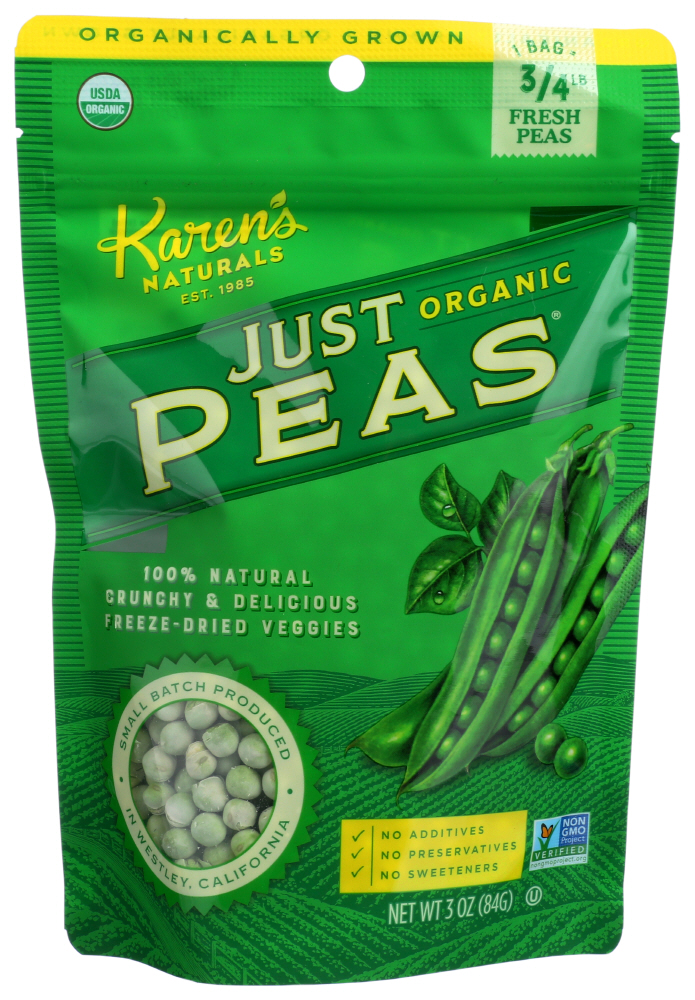 ORGANICALLY GROWN
1 BAG =
3/4 LB
FRESH
PEAS
USDA
ORGANIC
Karen's
NATURALS
EST. 1985
JUST ORGANIC
PEAS®
100% NATURAL
CRUNCHY & DELICIOUS
FREEZE-DRIED VEGGIES
SMALL BATCH PRODUCED
• IN WESTLEY, CALIFORNIA •
✓ NO ADDITIVES
✓ NO PRESERVATIVES
✓ NO SWEETENERS
NON
GMO
Project
VERIFIED
nongmoproject.org
NET WT 3 OZ (84G) U